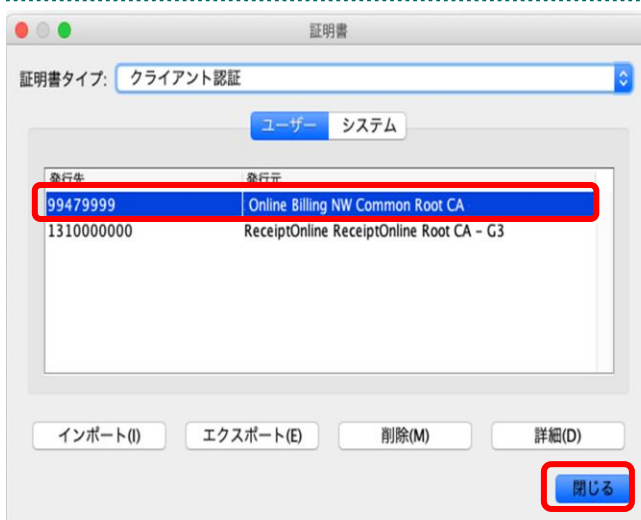 証明書
証明書タイプ: クライアント認証
ユーザー システム
発行先 発行元
99479999 Online Billing NW Common Root CA
1310000000 ReceiptOnline ReceiptOnline Root CA – G3
インポート(I) エクスポート(E) 削除(M) 詳細(D)
閉じる